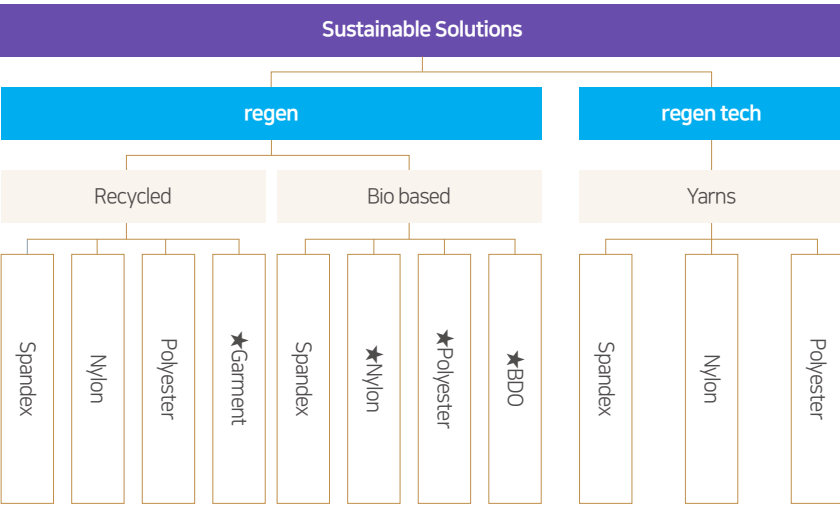 Sustainable Solutions
regen
regen tech
Recycled
Bio based
Yarns
Spandex
Nylon
Polyester
★Garment
Spandex
★Nylon
★Polyester
★BDO
Spandex
Nylon
Polyester